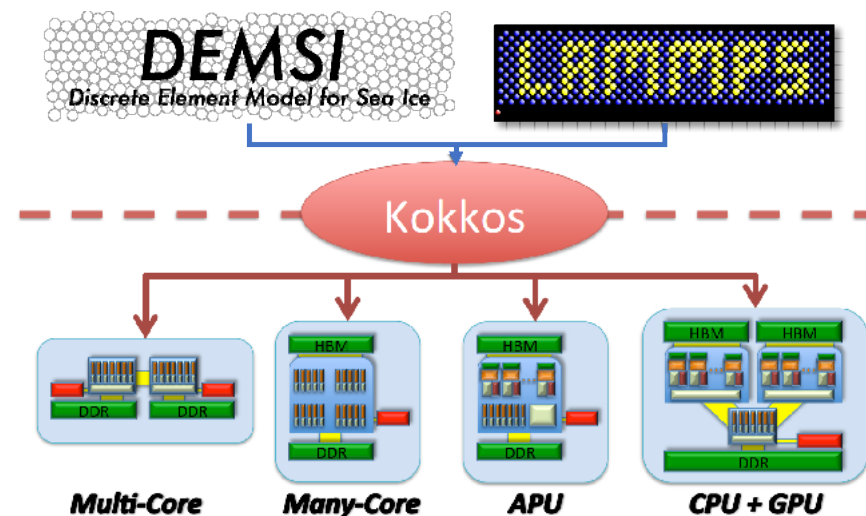 DEMSI
Discrete Element Model for Sea Ice
LAMMPS
Kokkos
HBM
HBM
HBM
HBM
DDR
DDR
DDR
DDR
DDR
Multi-Core
Many-Core
APU
CPU + GPU